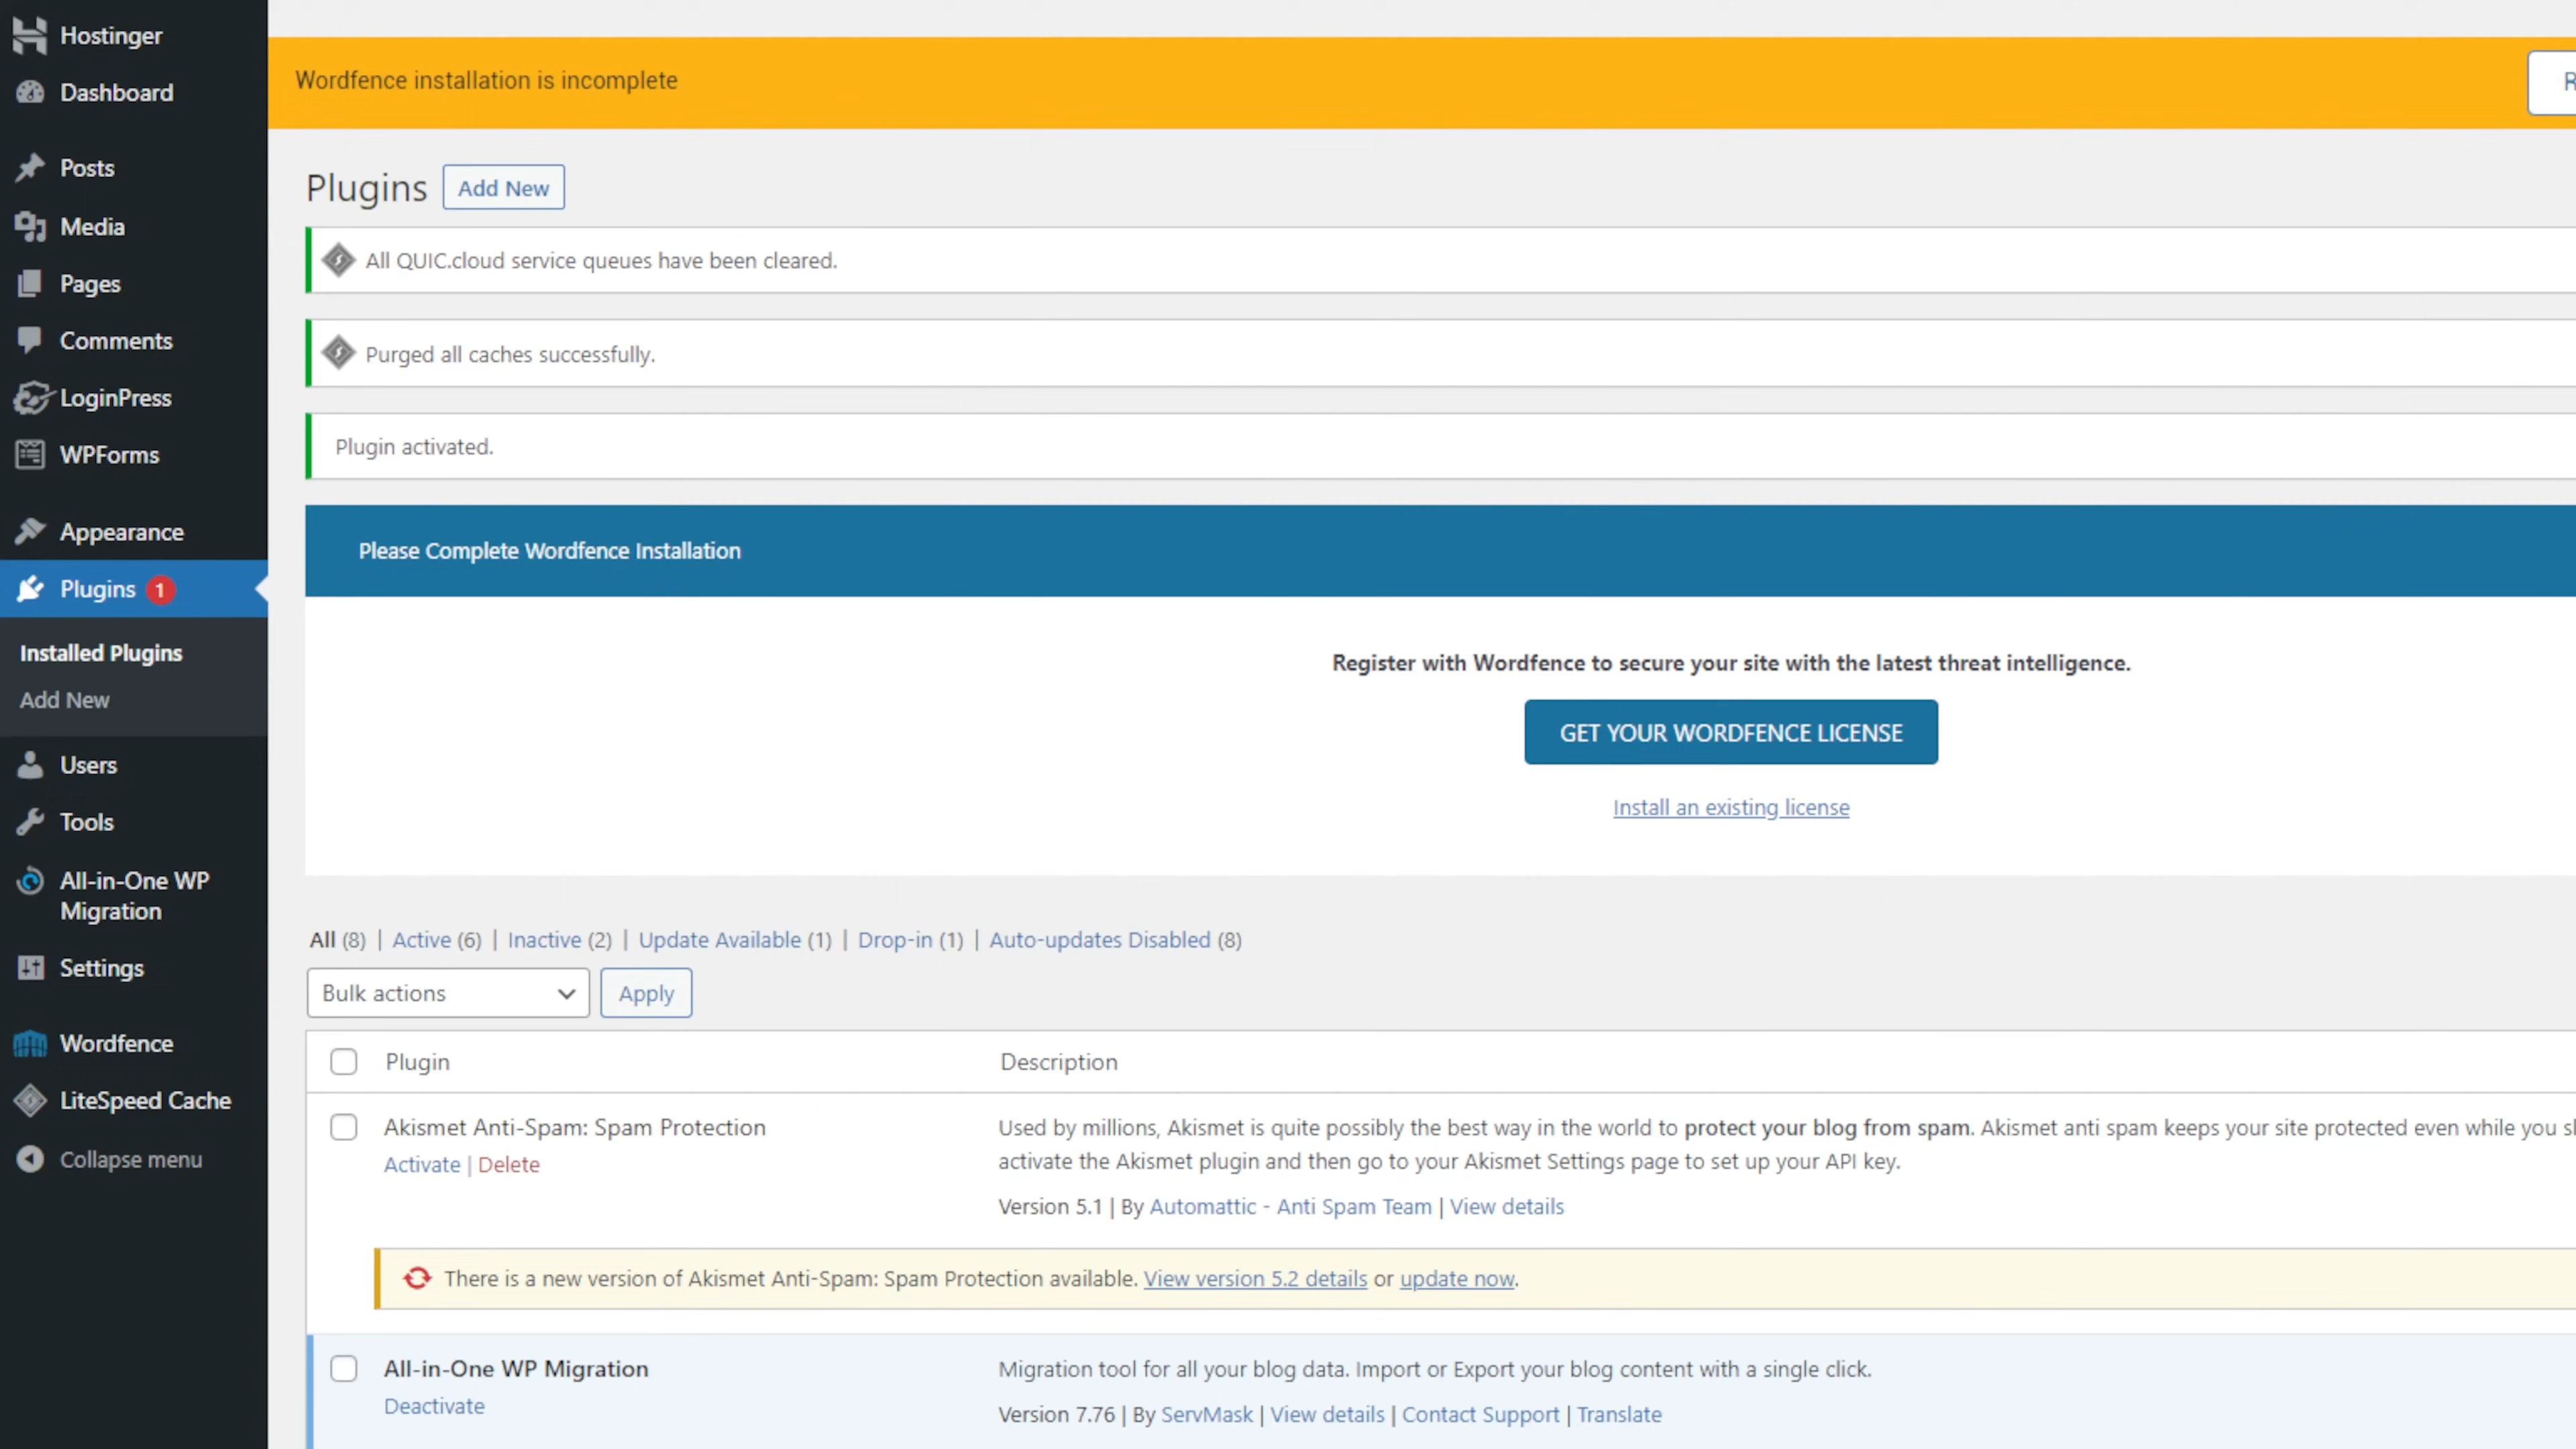 Hostinger
Dashboard
Posts
Media
Pages
Comments
LoginPress
WPForms
Appearance
Plugins 1
Installed Plugins
Add New
Users
Tools
All-in-One WP
Migration
Settings
Wordfence
LiteSpeed Cache
Collapse menu
Wordfence installation is incomplete
Plugins Add New
All QUIC.cloud service queues have been cleared.
Purged all caches successfully.
Plugin activated.
Please Complete Wordfence Installation
Register with Wordfence to secure your site with the latest threat intelligence.
GET YOUR WORDFENCE LICENSE
Install an existing license
All (8) | Active (6) | Inactive (2) | Update Available (1) | Drop-in (1) | Auto-updates Disabled (8)
Bulk actions Apply
Plugin Description
Akismet Anti-Spam: Spam Protection
Activate | Delete
Used by millions, Akismet is quite possibly the best way in the world to protect your blog from spam. Akismet anti spam keeps your site protected even while you
activate the Akismet plugin and then go to your Akismet Settings page to set up your API key.
Version 5.1 | By Automattic - Anti Spam Team | View details
There is a new version of Akismet Anti-Spam: Spam Protection available. View version 5.2 details or update now.
All-in-One WP Migration
Deactivate
Migration tool for all your blog data. Import or Export your blog content with a single click.
Version 7.76 | By ServMask | View details | Contact Support | Translate